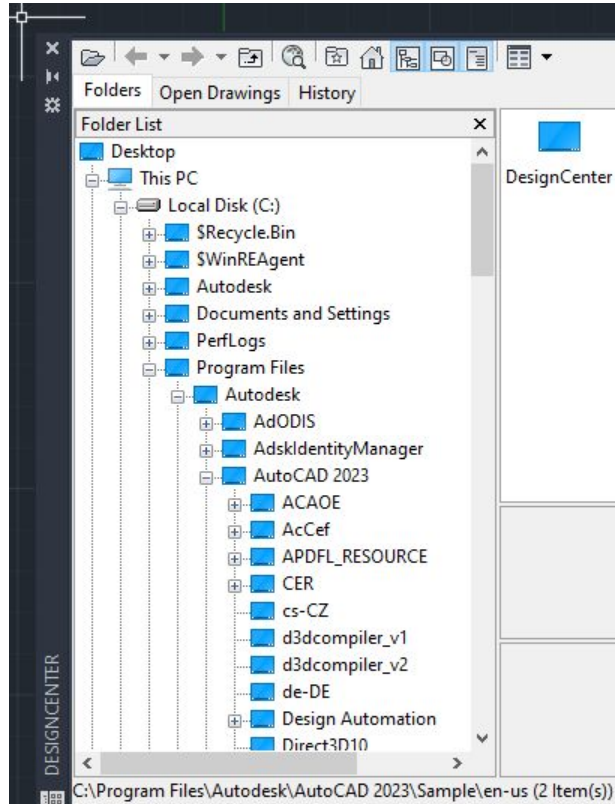 Folders Open Drawings History
Folder List
Desktop
DesignCenter
This PC
Local Disk (C:)
$Recycle.Bin
$WinREAgent
Autodesk
Documents and Settings
PerfLogs
Program Files
Autodesk
AdODIS
AdskIdentityManager
AutoCAD 2023
ACAOE
AcCef
APDFL_RESOURCE
CER
cs-CZ
d3dcompiler_v1
d3dcompiler_v2
de-DE
Design Automation
Direct3D10
DESIGNCENTER
C:\Program Files\Autodesk\AutoCAD 2023\Sample\en-us (2 Item(s))